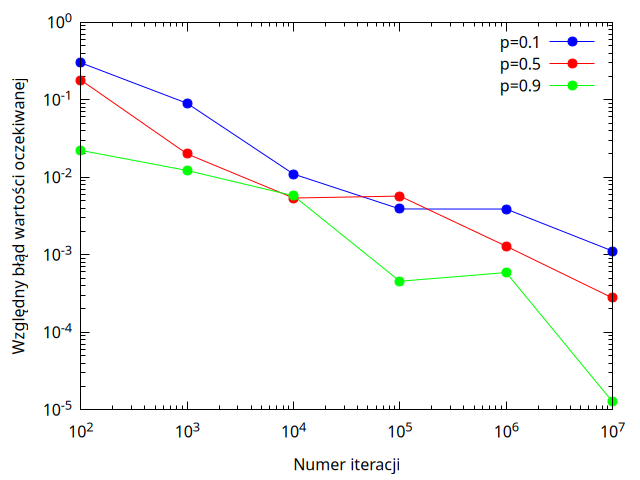 10^0
p=0.1
p=0.5
p=0.9
10^-1
10^-2
10^-3
10^-4
10^-5
Względny błąd wartości oczekiwanej
10^2 10^3 10^4 10^5 10^6 10^7
Numer iteracji